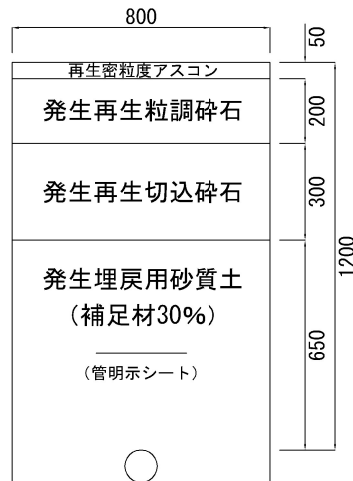 800
50
再生密粒度アスコン
発生再生粒調砕石
200
発生再生切込砕石
300
1200
発生埋戻用砂質土
(補足材30%)
650
(管明示シート)